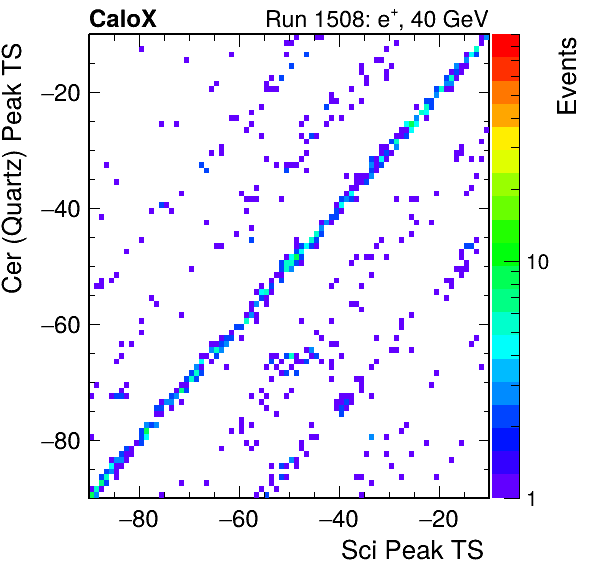 CaloX Run 1508: e⁺, 40 GeV
Cer (Quartz) Peak TS
Events
−20
−40
−60
−80
10
1
−80 −60 −40 −20
Sci Peak TS